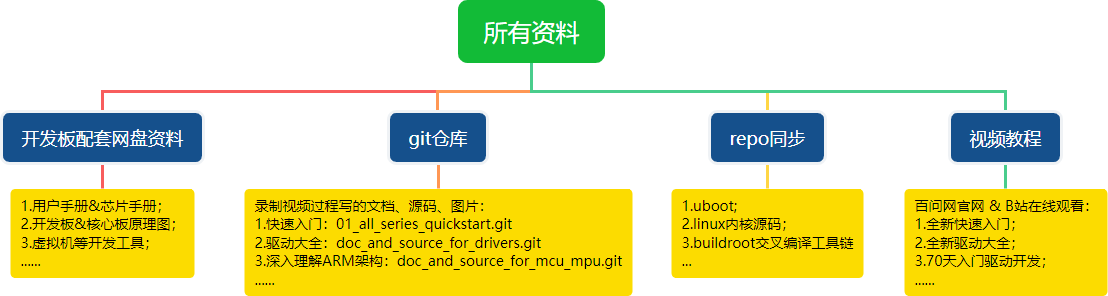 所有资料
开发板配套网盘资料
git仓库
repo同步
视频教程
1.用户手册&芯片手册；
2.开发板&核心板原理图；
3.虚拟机等开发工具；
……
录制视频过程写的文档、源码、图片：
1.快速入门：01_all_series_quickstart.git
2.驱动大全：doc_and_source_for_drivers.git
3.深入理解ARM架构：doc_and_source_for_mcu_mpu.git
……
1.uboot;
2.linux内核源码；
3.buildroot交叉编译工具链
...
百问网官网 & B站在线观看：
1.全新快速入门；
2.全新驱动大全；
3.70天入门驱动开发；
……